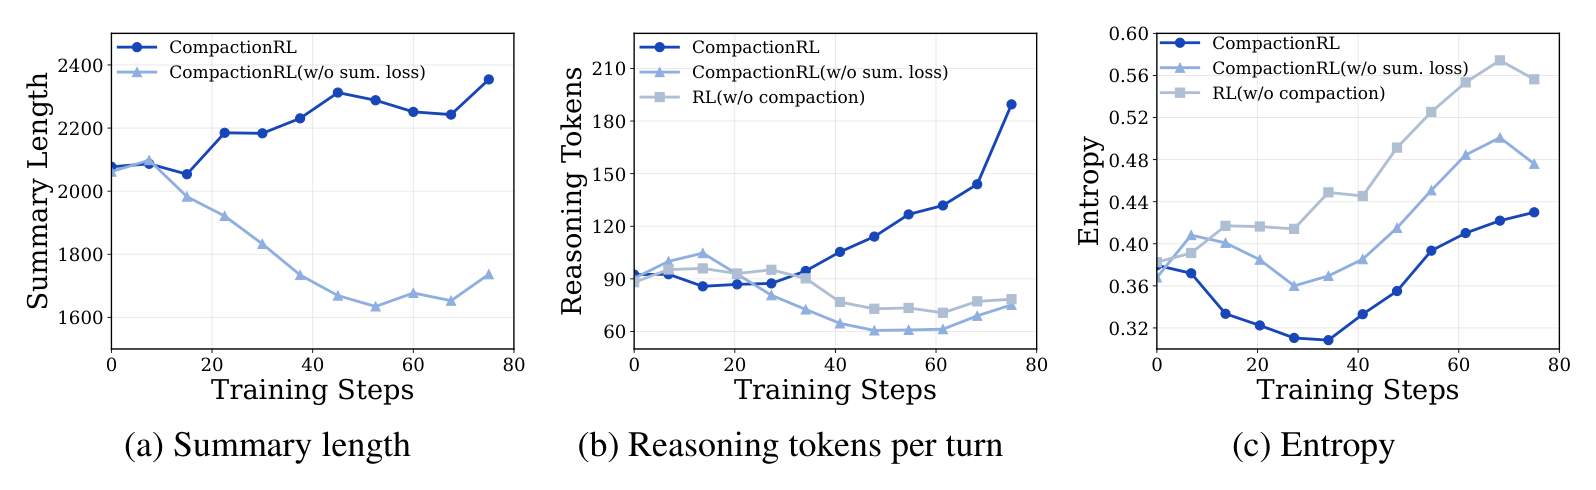 CompactionRL
CompactionRL(w/o sum. loss)
2400
2200
2000
1800
1600
0 20 40 60 80
Summary Length
Training Steps
(a) Summary length
CompactionRL
CompactionRL(w/o sum. loss)
RL(w/o compaction)
210
180
150
120
90
60
0 20 40 60 80
Reasoning Tokens
Training Steps
(b) Reasoning tokens per turn
CompactionRL
CompactionRL(w/o sum. loss)
RL(w/o compaction)
0.60
0.56
0.52
0.48
0.44
0.40
0.36
0.32
0 20 40 60 80
Entropy
Training Steps
(c) Entropy